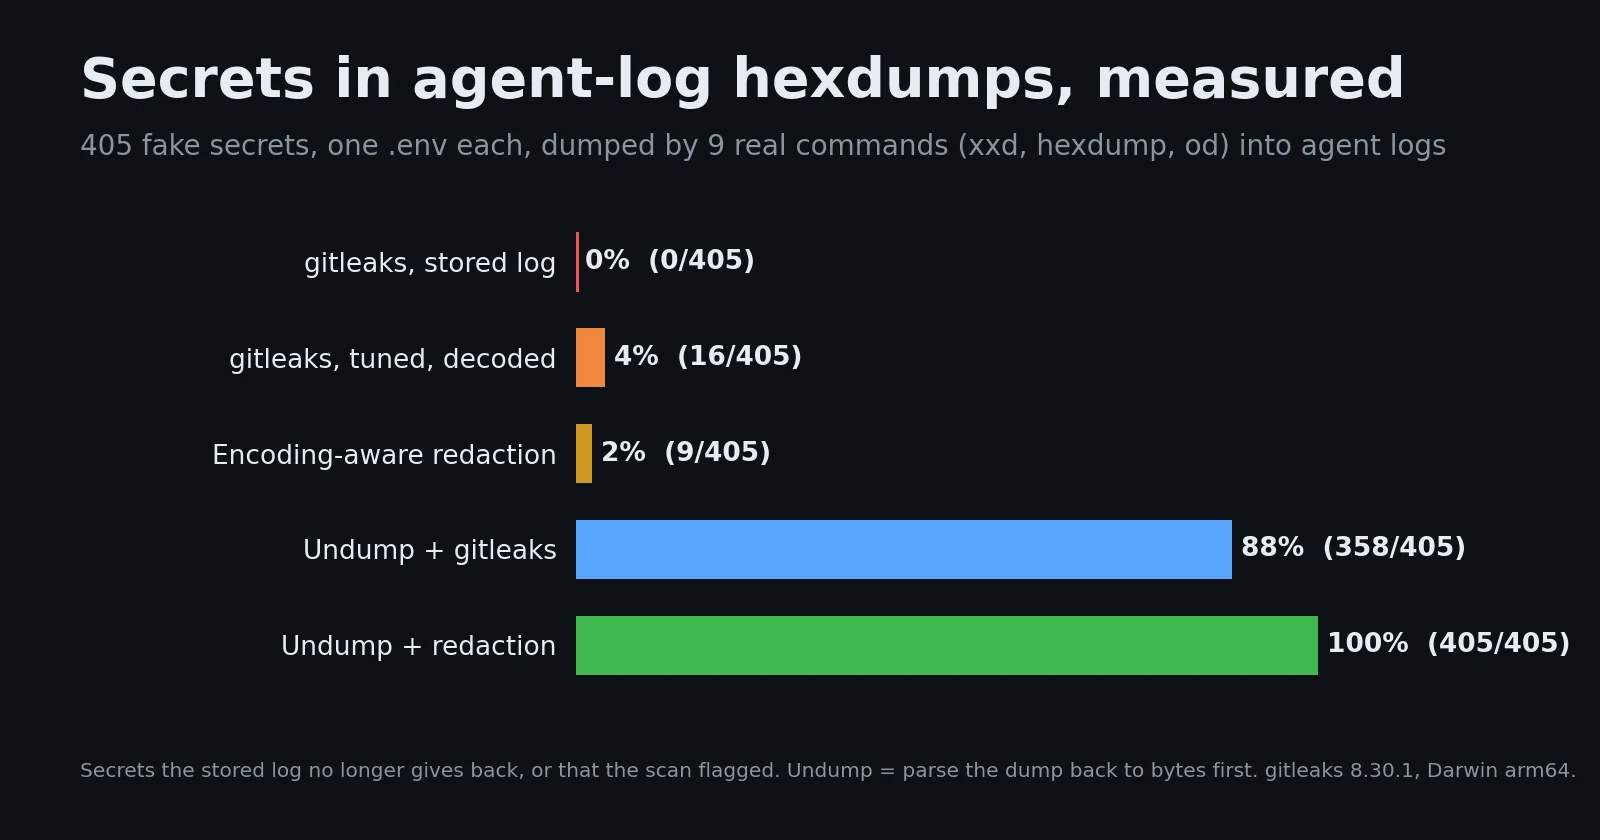 Secrets in agent-log hexdumps, measured
405 fake secrets, one .env each, dumped by 9 real commands (xxd, hexdump, od) into agent logs
gitleaks, stored log 0% (0/405)
gitleaks, tuned, decoded 4% (16/405)
Encoding-aware redaction 2% (9/405)
Undump + gitleaks 88% (358/405)
Undump + redaction 100% (405/405)
Secrets the stored log no longer gives back, or that the scan flagged. Undump = parse the dump back to bytes first. gitleaks 8.30.1, Darwin arm64.